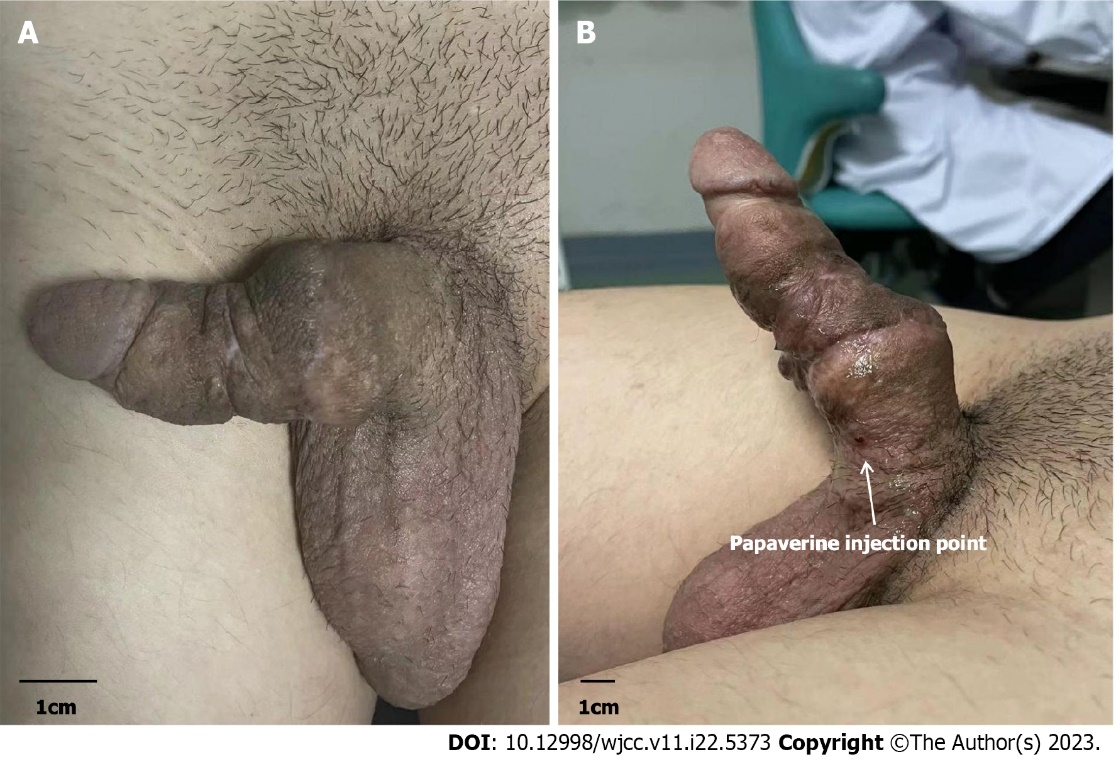 A
B
Papaverine injection point
1cm
1cm
DOI: 10.12998/wjcc.v11.i22.5373 Copyright ©The Author(s) 2023.